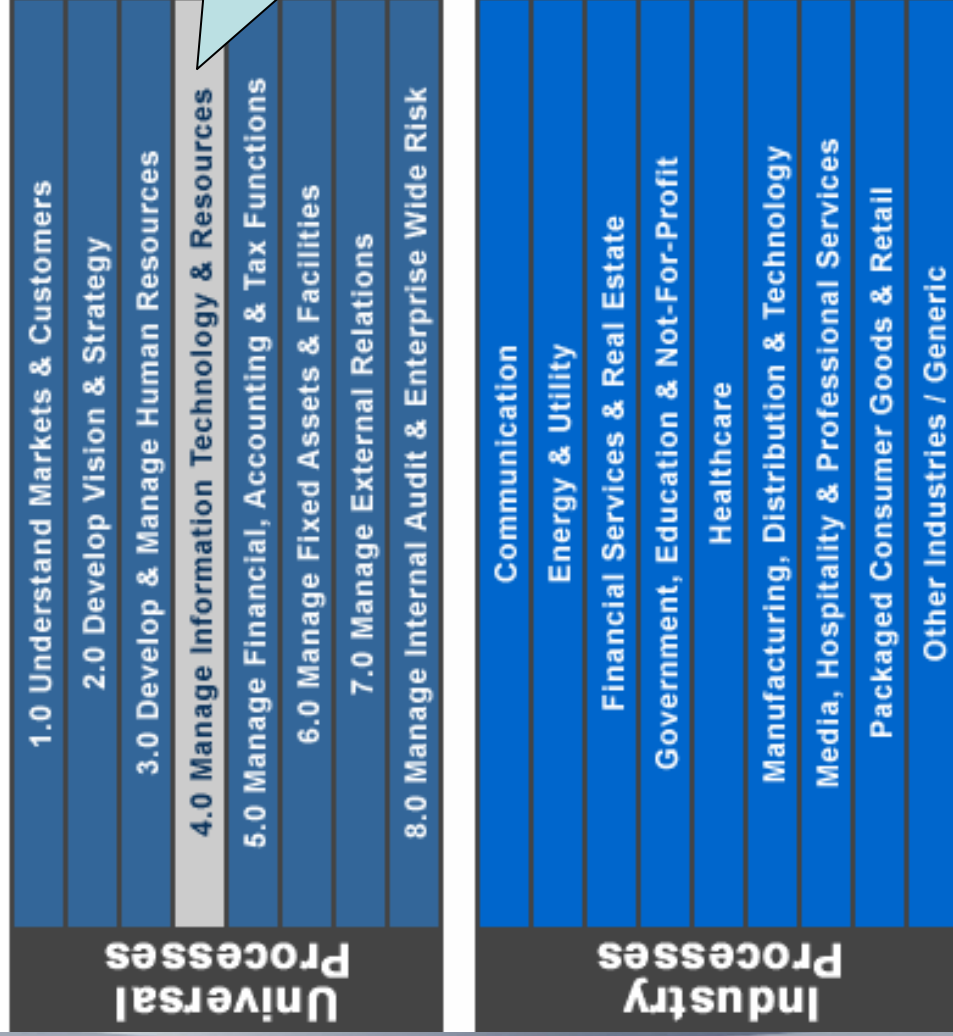 Universal
Processes
1.0 Understand Markets & Customers
2.0 Develop Vision & Strategy
3.0 Develop & Manage Human Resources
4.0 Manage Information Technology & Resources
5.0 Manage Financial, Accounting & Tax Functions
6.0 Manage Fixed Assets & Facilities
7.0 Manage External Relations
8.0 Manage Internal Audit & Enterprise Wide Risk
Industry
Processes
Communication
Energy & Utility
Financial Services & Real Estate
Government, Education & Not-For-Profit
Healthcare
Manufacturing, Distribution & Technology
Media, Hospitality & Professional Services
Packaged Consumer Goods & Retail
Other Industries / Generic